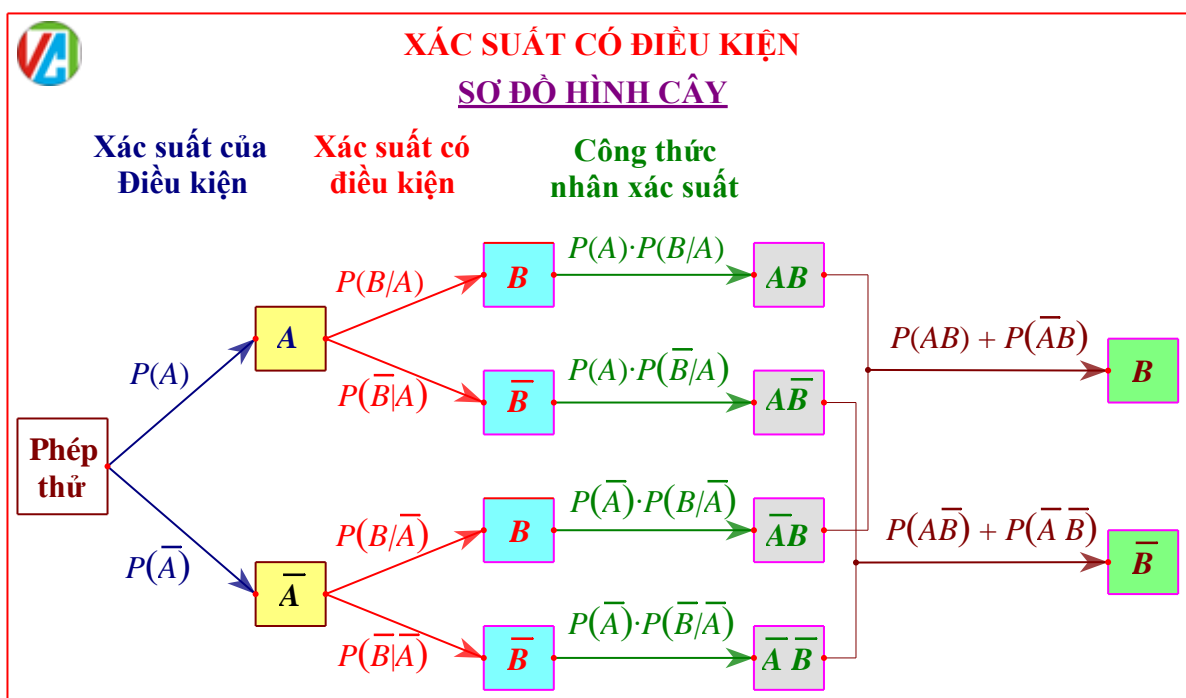 XÁC SUẤT CÓ ĐIỀU KIỆN
SƠ ĐỒ HÌNH CÂY
Xác suất của
Điều kiện
Xác suất có
điều kiện
Công thức
nhân xác suất
Phép
thử
P(A)
P(A̅)
A
A̅
P(B/A)
P(B̅|A)
P(B/A̅)
P(B̅|A̅)
B
B̅
B
B̅
P(A)·P(B/A)
P(A)·P(B̅/A)
P(A̅)·P(B/A̅)
P(A̅)·P(B̅/A̅)
AB
AB̅
A̅B
A̅ B̅
P(AB) + P(A̅B)
B
P(AB̅) + P(A̅ B̅)
B̅